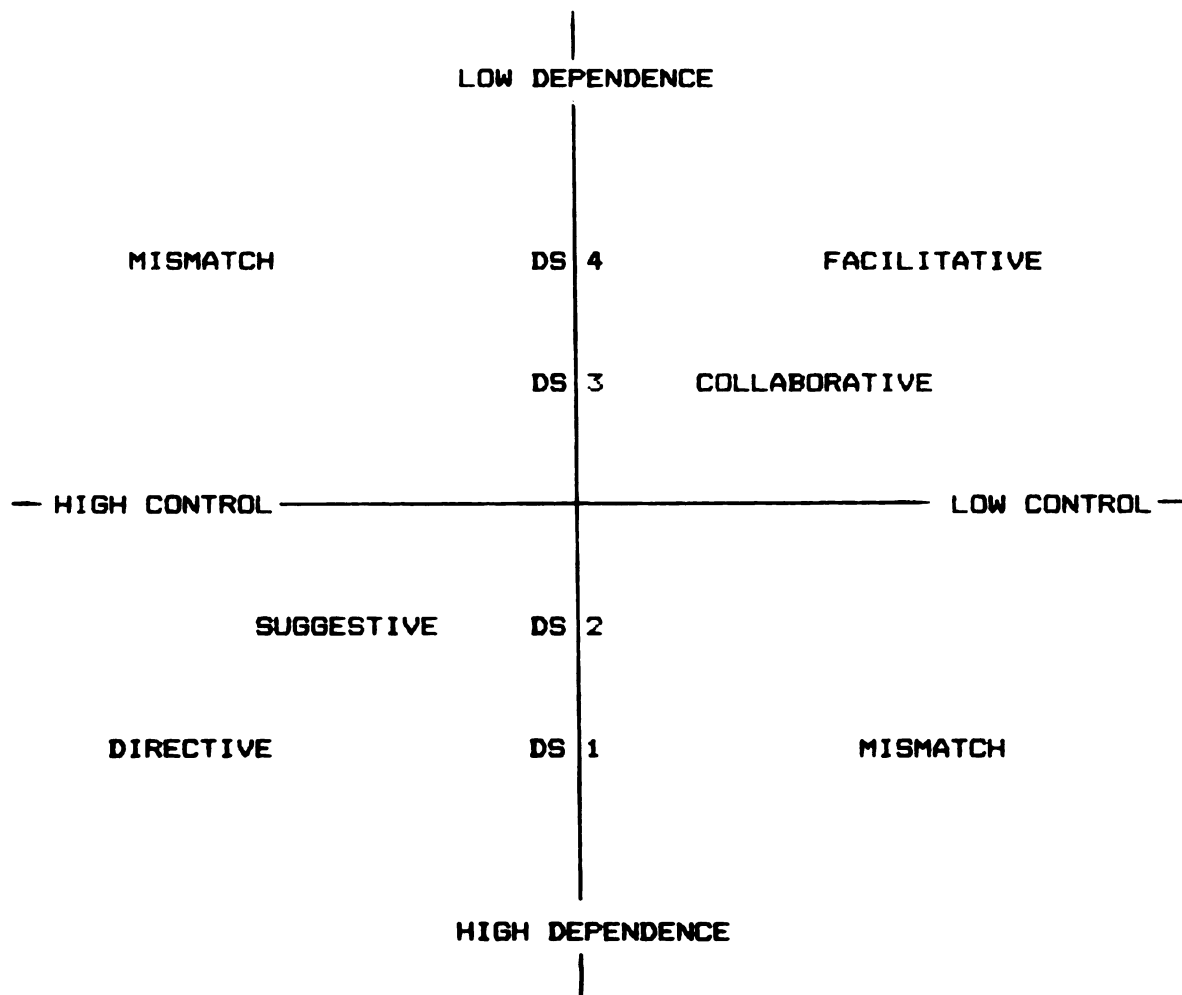 LOW DEPENDENCE
MISMATCH DS 4 FACILITATIVE
DS 3 COLLABORATIVE
HIGH CONTROL LOW CONTROL
SUGGESTIVE DS 2
DIRECTIVE DS 1 MISMATCH
HIGH DEPENDENCE